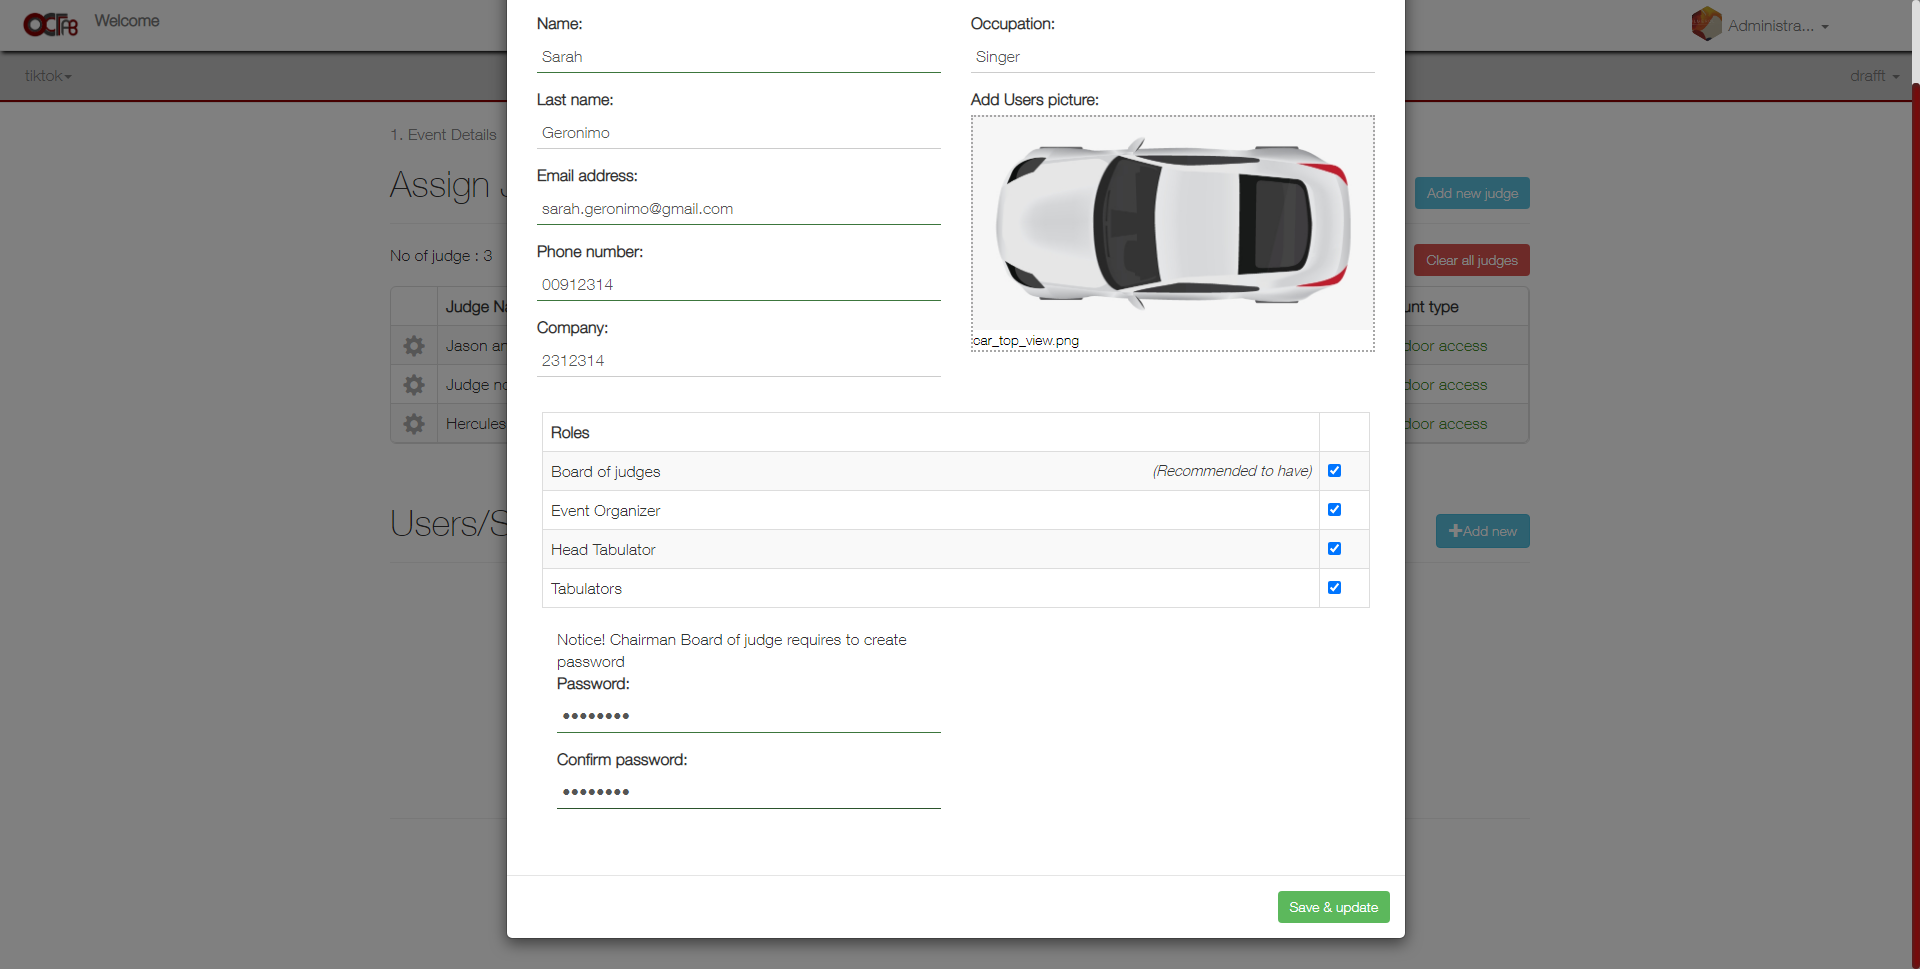 OCTAB
Welcome
Administra...
tiktok
drafft
1. Event Details
Assign
Add new judge
No of judge : 3
Clear all judges
Judge
unt type
Jason
door access
Judge
door access
Hercules
door access
Users/S
Add new
Name:
Sarah
Last name:
Geronimo
Email address:
sarah.geronimo@gmail.com
Phone number:
00912314
Company:
2312314
Occupation:
Singer
Add Users picture:
car_top_view.png
Roles
Board of judges (Recommended to have)
Event Organizer
Head Tabulator
Tabulators
Notice! Chairman Board of judge requires to create
password
Password:
••••••••
Confirm password:
••••••••
Save & update